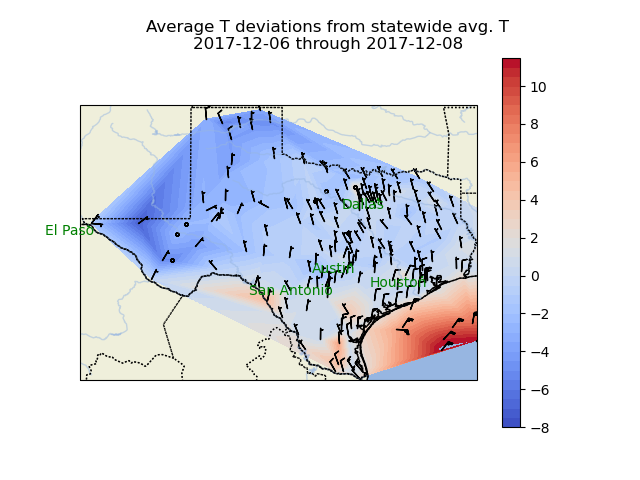 Average T deviations from statewide avg. T
2017-12-06 through 2017-12-08
10
8
6
4
2
0
−2
−4
−6
−8
Dallas
El Paso
Austin
Houston
San Antonio